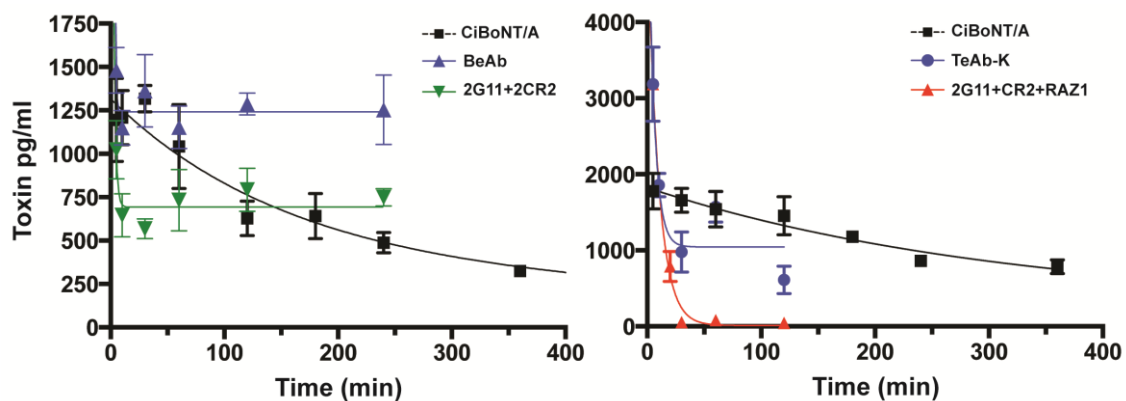 1750
1500
1250
1000
750
500
250
0
Toxin pg/ml
0 100 200 300 400
Time (min)
CiBoNT/A
BeAb
2G11+2CR2
4000
3000
2000
1000
0
0 100 200 300 400
Time (min)
CiBoNT/A
TeAb-K
2G11+CR2+RAZ1